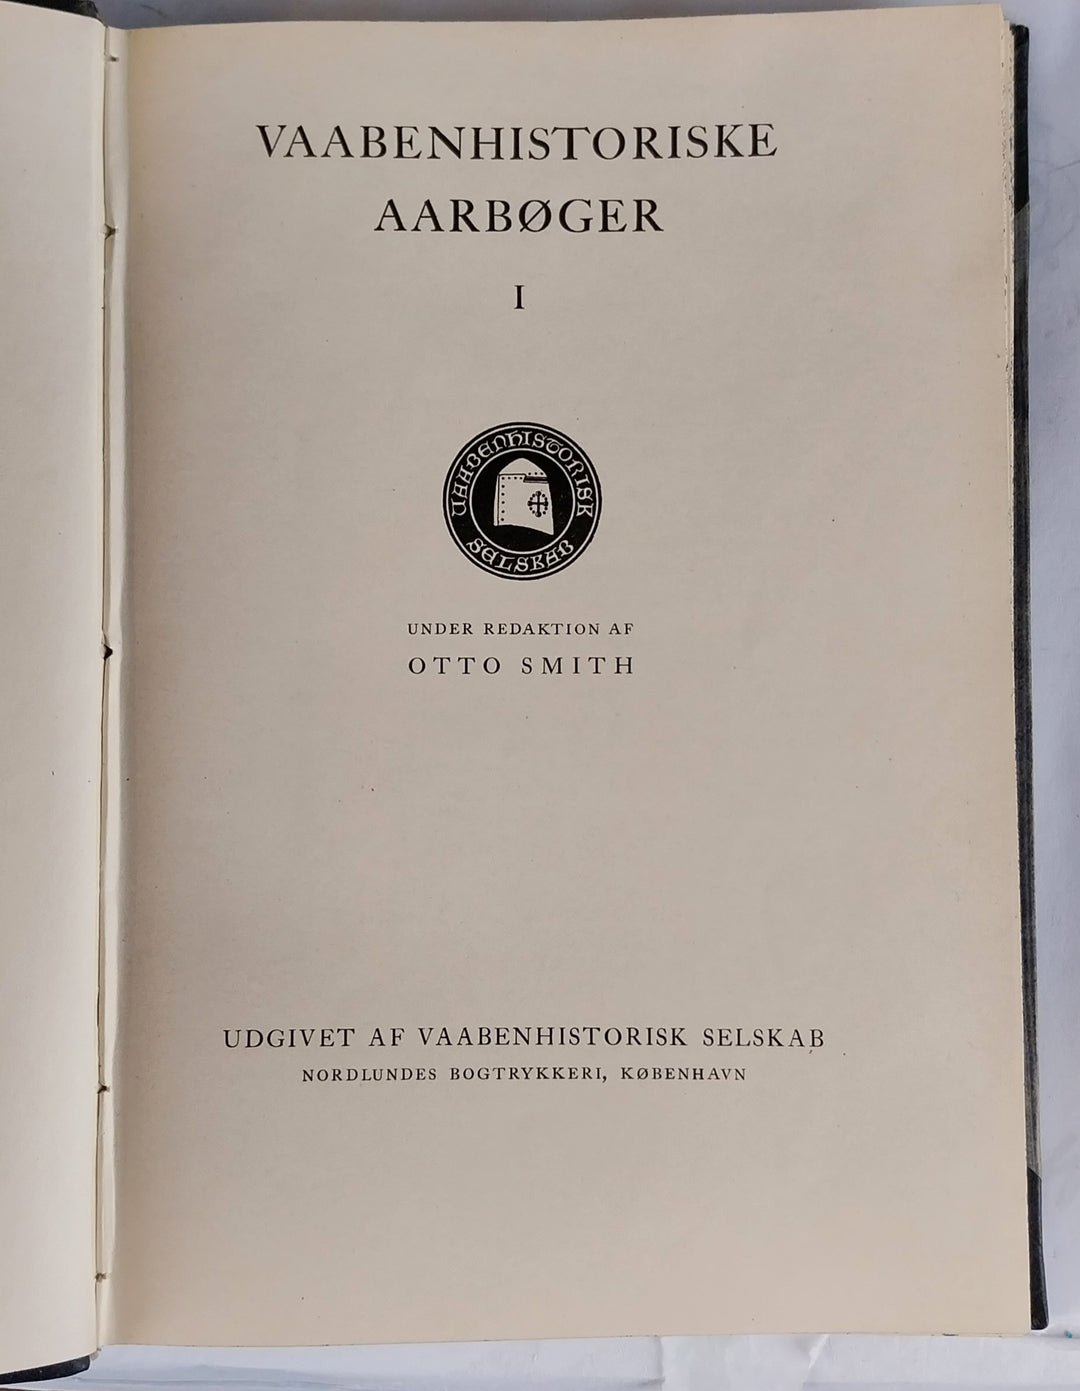 VAABENHISTORISKE
AARBØGER
I
VAABENHISTORISK
SELSKAB
UNDER REDAKTION AF
OTTO SMITH
UDGIVET AF VAABENHISTORISK SELSKAB
NORDLUNDES BOGTRYKKERI, KØBENHAVN